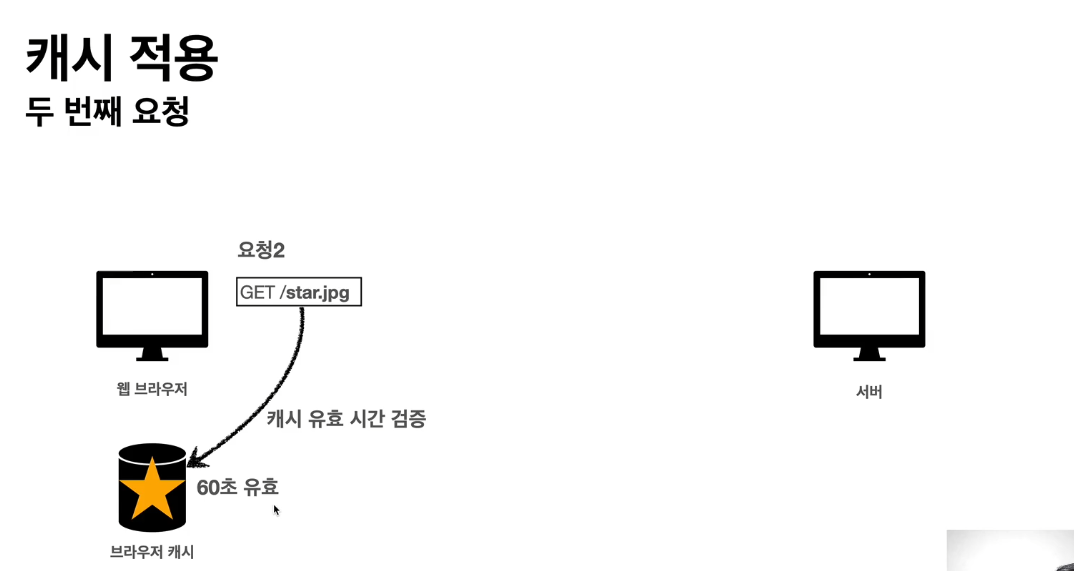 캐시 적용
두 번째 요청
요청2
GET /star.jpg
웹 브라우저
서버
캐시 유효 시간 검증
60초 유효
브라우저 캐시